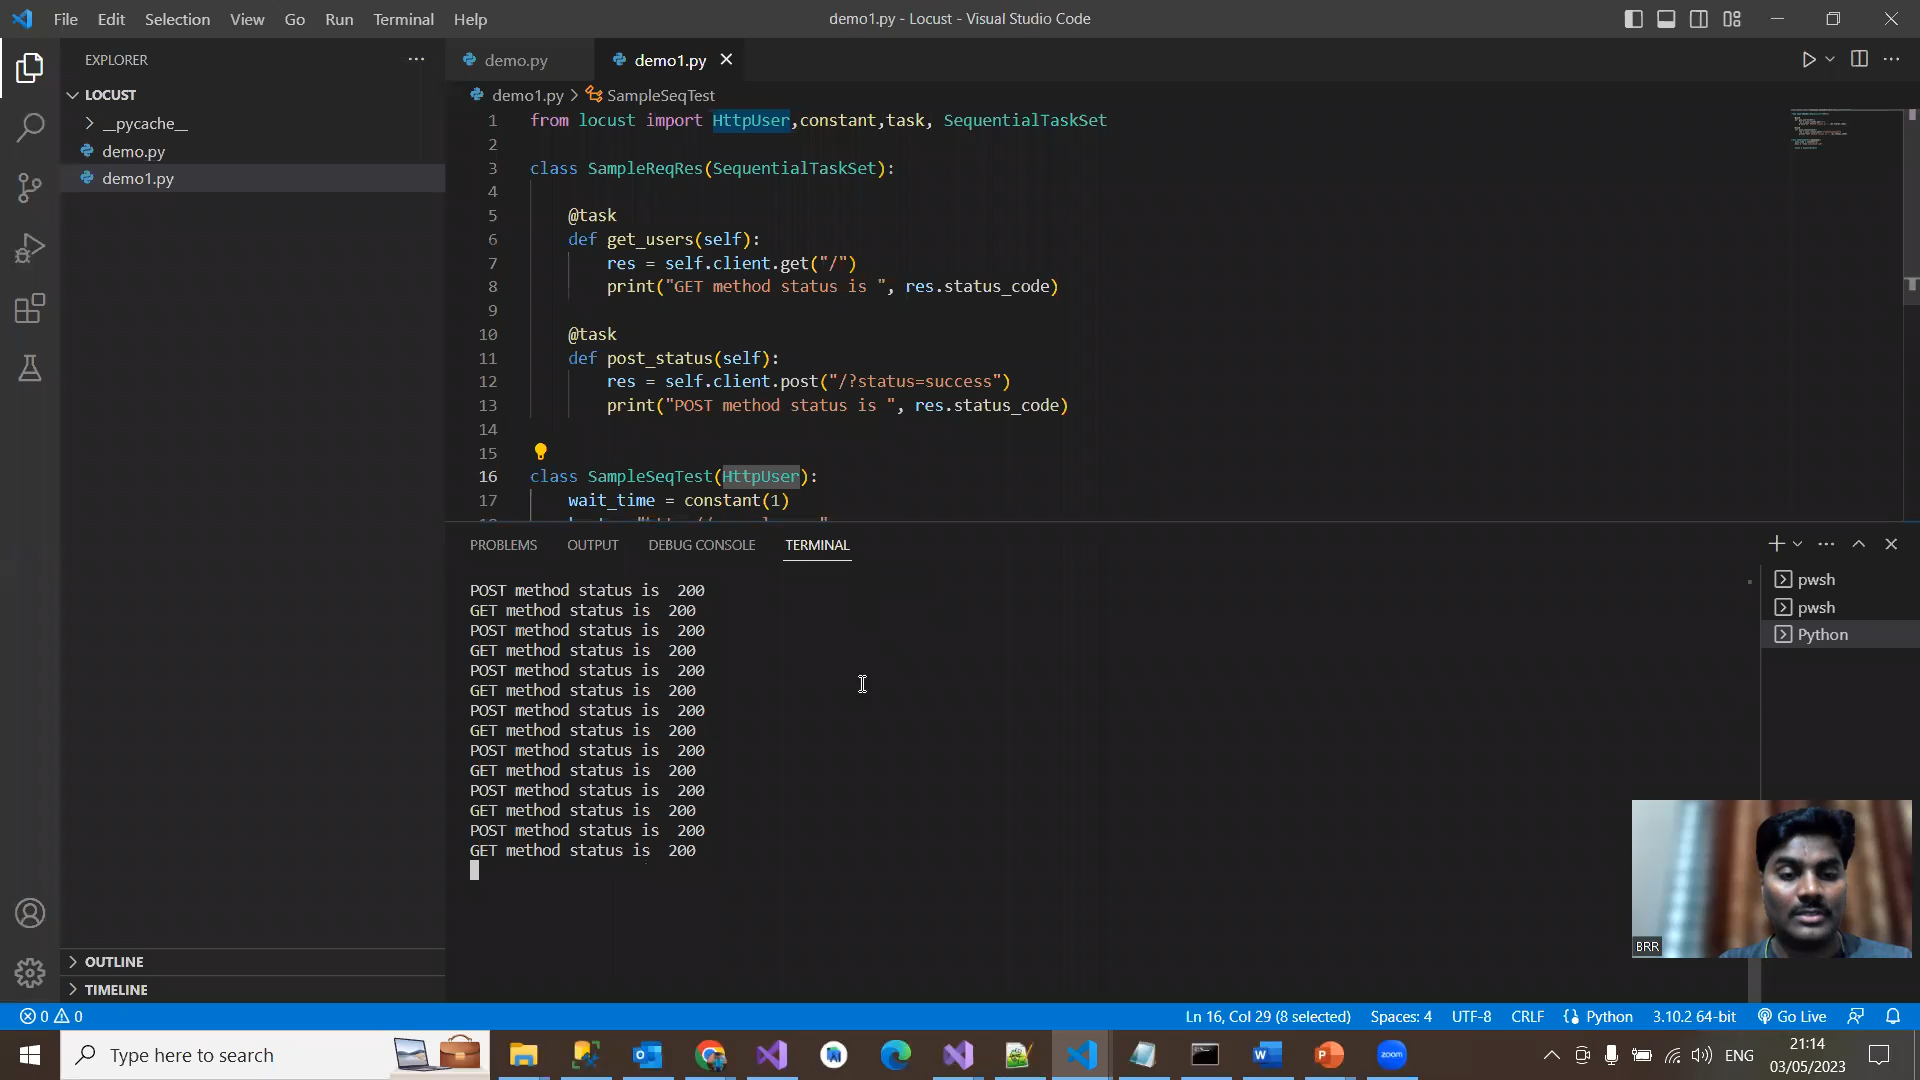 File Edit Selection View Go Run Terminal Help
demo1.py - Locust - Visual Studio Code
EXPLORER
LOCUST
__pycache__
demo.py
demo1.py
demo.py
demo1.py
demo1.py > SampleSeqTest
1 from locust import HttpUser,constant,task, SequentialTaskSet
2
3 class SampleReqRes(SequentialTaskSet):
4
5 @task
6 def get_users(self):
7 res = self.client.get("/")
8 print("GET method status is ", res.status_code)
9
10 @task
11 def post_status(self):
12 res = self.client.post("/?status=success")
13 print("POST method status is ", res.status_code)
14
15
16 class SampleSeqTest(HttpUser):
17 wait_time = constant(1)
PROBLEMS OUTPUT DEBUG CONSOLE TERMINAL
POST method status is  200
GET method status is  200
POST method status is  200
GET method status is  200
POST method status is  200
GET method status is  200
POST method status is  200
GET method status is  200
POST method status is  200
GET method status is  200
POST method status is  200
GET method status is  200
POST method status is  200
GET method status is  200
pwsh
pwsh
Python
BRR
OUTLINE
TIMELINE
0 0
Ln 16, Col 29 (8 selected) Spaces: 4 UTF-8 CRLF Python 3.10.2 64-bit Go Live
Type here to search
zoom
ENG
21:14
03/05/2023